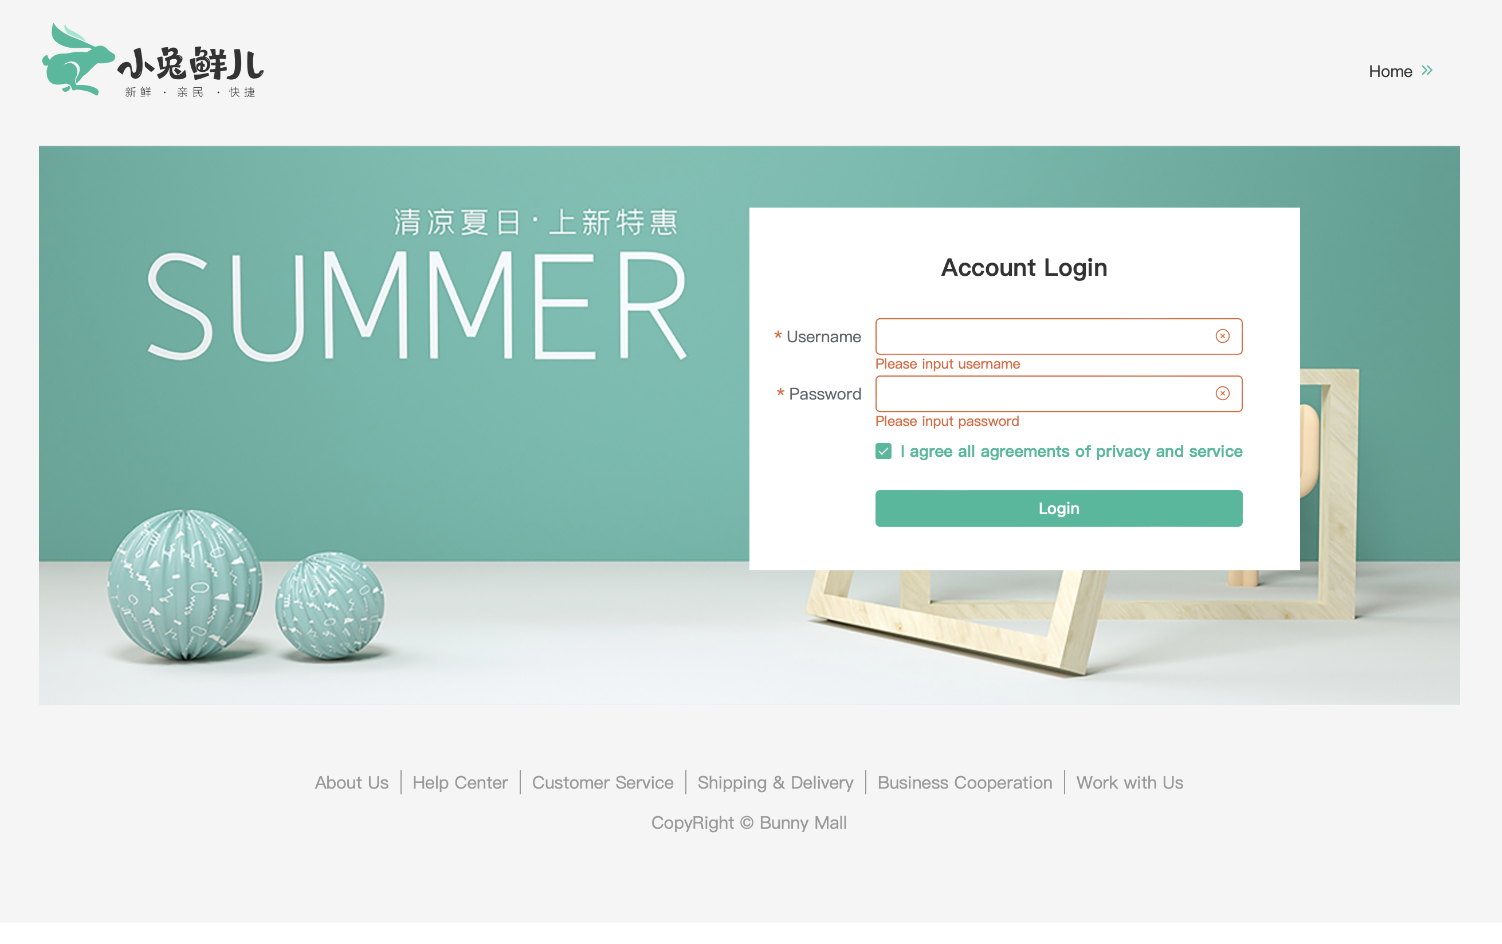 小兔鲜儿
新鲜 · 亲民 · 快捷
Home
清凉夏日·上新特惠
SUMMER
Account Login
* Username
Please input username
* Password
Please input password
I agree all agreements of privacy and service
Login
About Us | Help Center | Customer Service | Shipping & Delivery | Business Cooperation | Work with Us
CopyRight © Bunny Mall